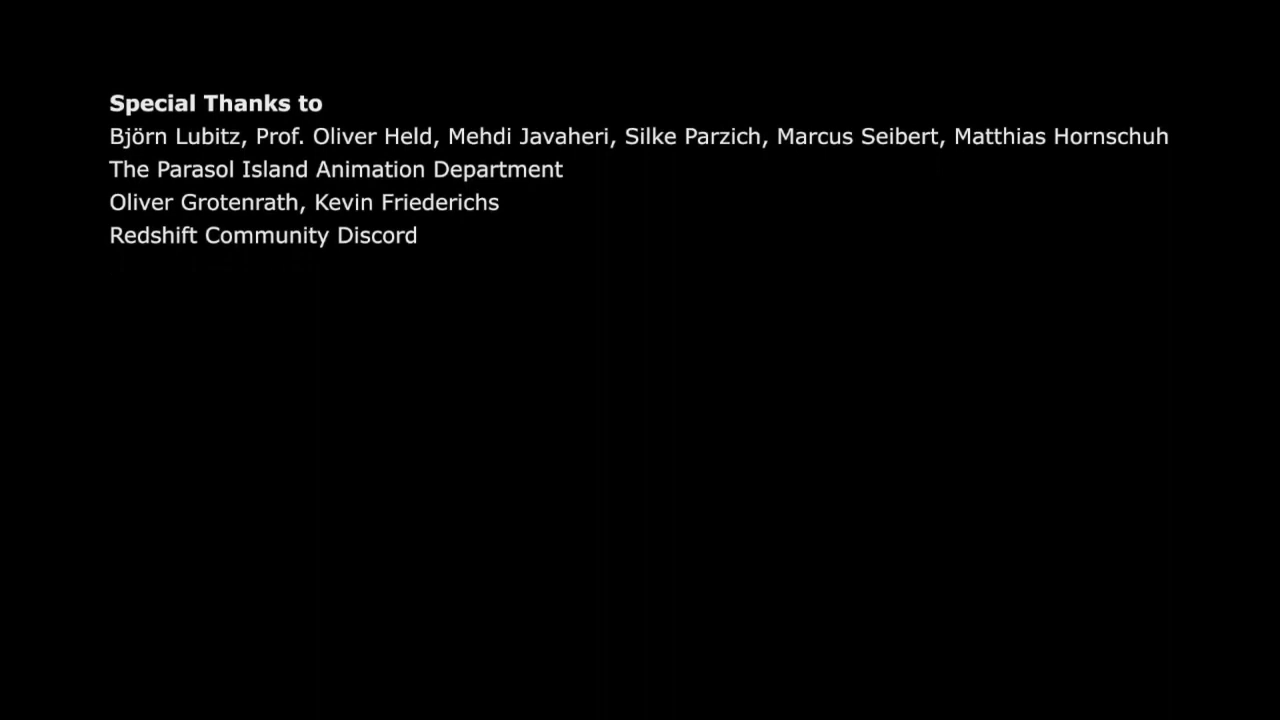 Special Thanks to
Björn Lubitz, Prof. Oliver Held, Mehdi Javaheri, Silke Parzich, Marcus Seibert, Matthias Hornschuh
The Parasol Island Animation Department
Oliver Grotenrath, Kevin Friederichs
Redshift Community Discord